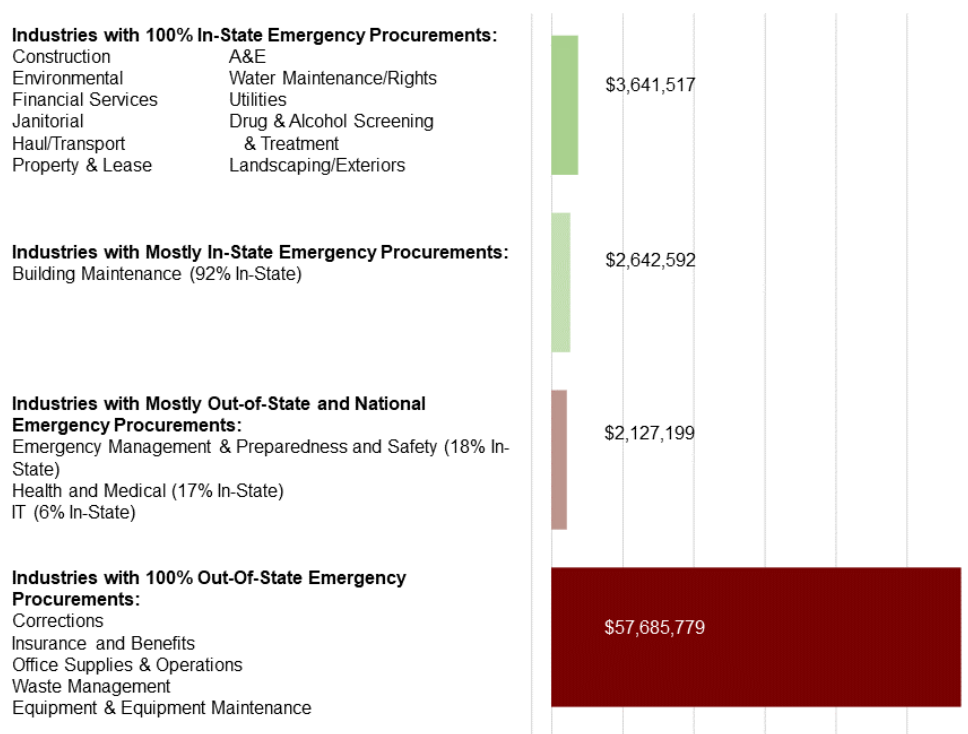 Industries with 100% In-State Emergency Procurements:
Construction A&E
Environmental Water Maintenance/Rights
Financial Services Utilities
Janitorial Drug & Alcohol Screening
Haul/Transport & Treatment
Property & Lease Landscaping/Exteriors
$3,641,517
Industries with Mostly In-State Emergency Procurements:
Building Maintenance (92% In-State)
$2,642,592
Industries with Mostly Out-of-State and National
Emergency Procurements:
Emergency Management & Preparedness and Safety (18% In-
State)
Health and Medical (17% In-State)
IT (6% In-State)
$2,127,199
Industries with 100% Out-Of-State Emergency
Procurements:
Corrections
Insurance and Benefits
Office Supplies & Operations
Waste Management
Equipment & Equipment Maintenance
$57,685,779